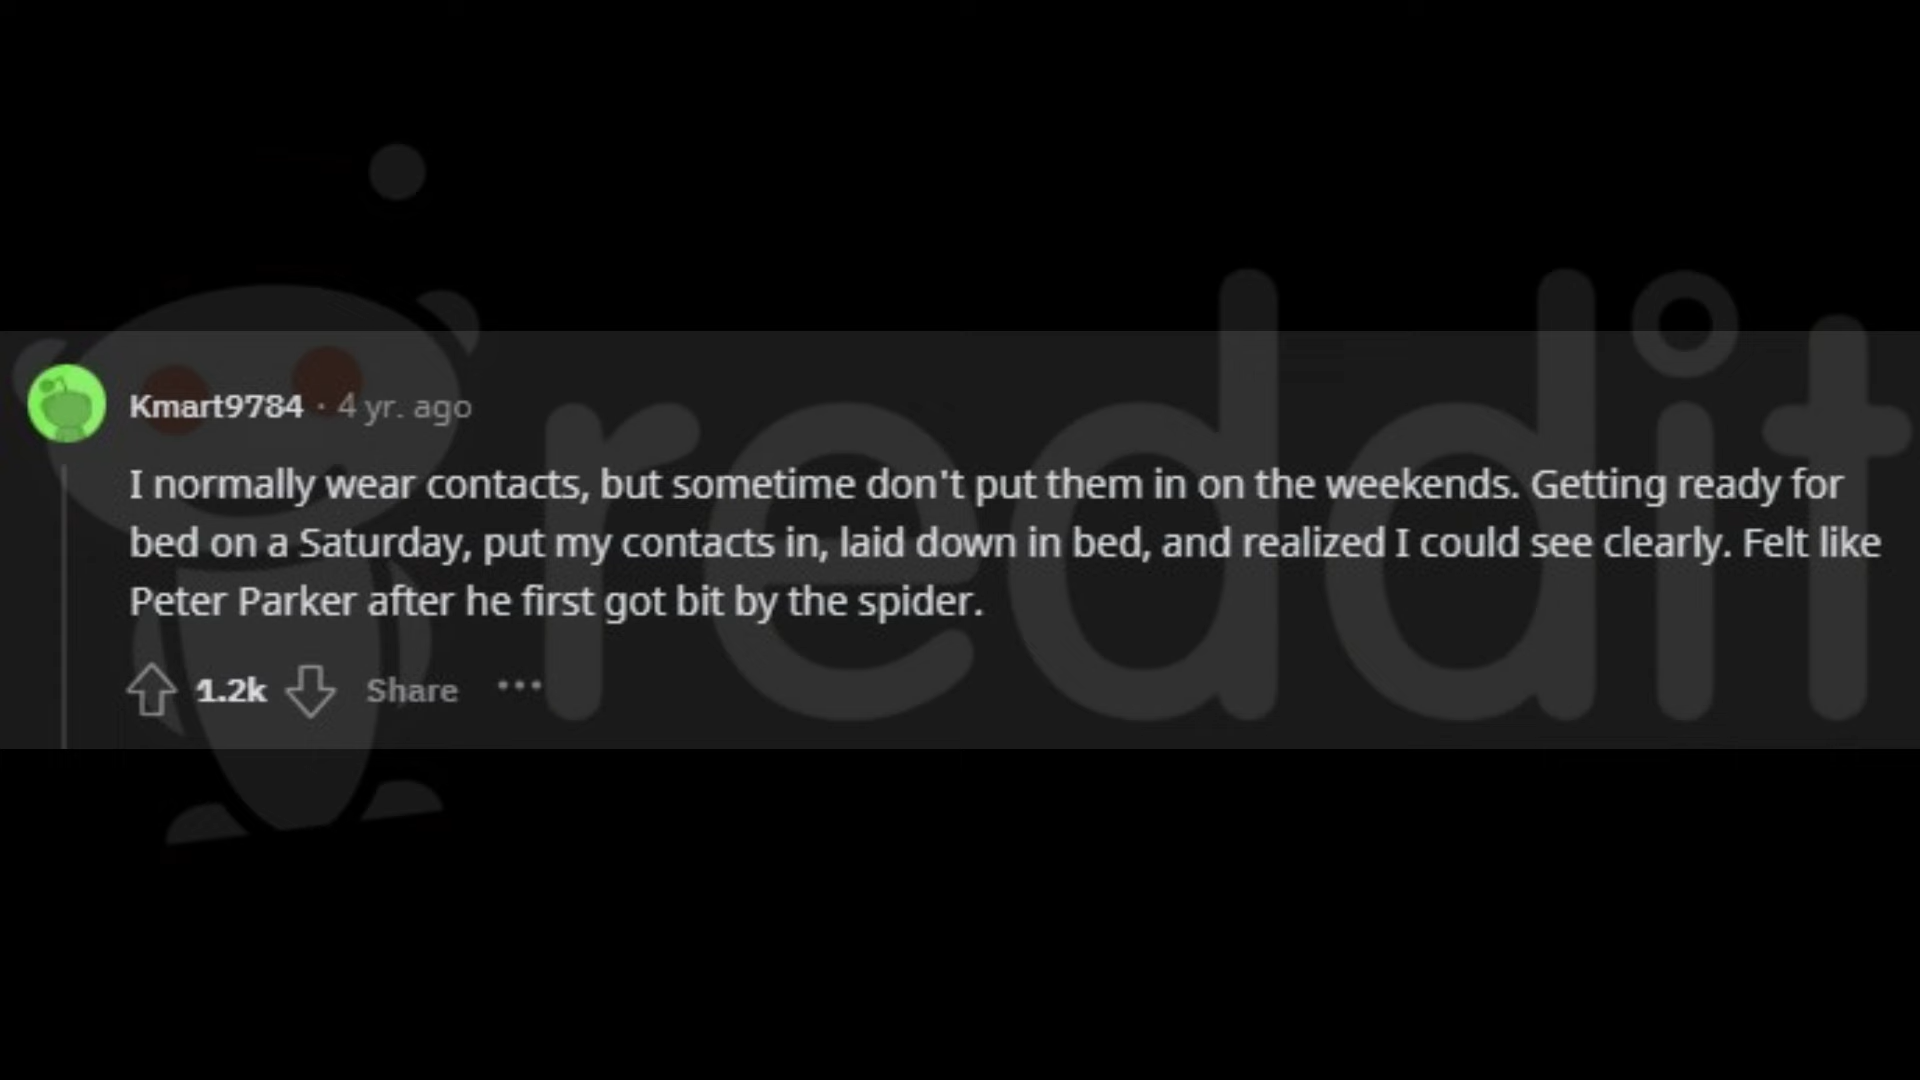 reddit
Kmart9784 · 4 yr. ago
I normally wear contacts, but sometime don't put them in on the weekends. Getting ready for
bed on a Saturday, put my contacts in, laid down in bed, and realized I could see clearly. Felt like
Peter Parker after he first got bit by the spider.
1.2k Share ···